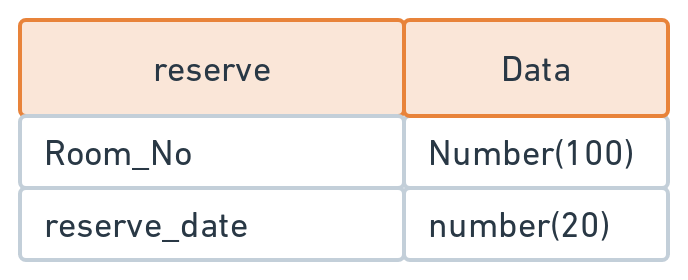 reserve Data
Room_No Number(100)
reserve_date number(20)